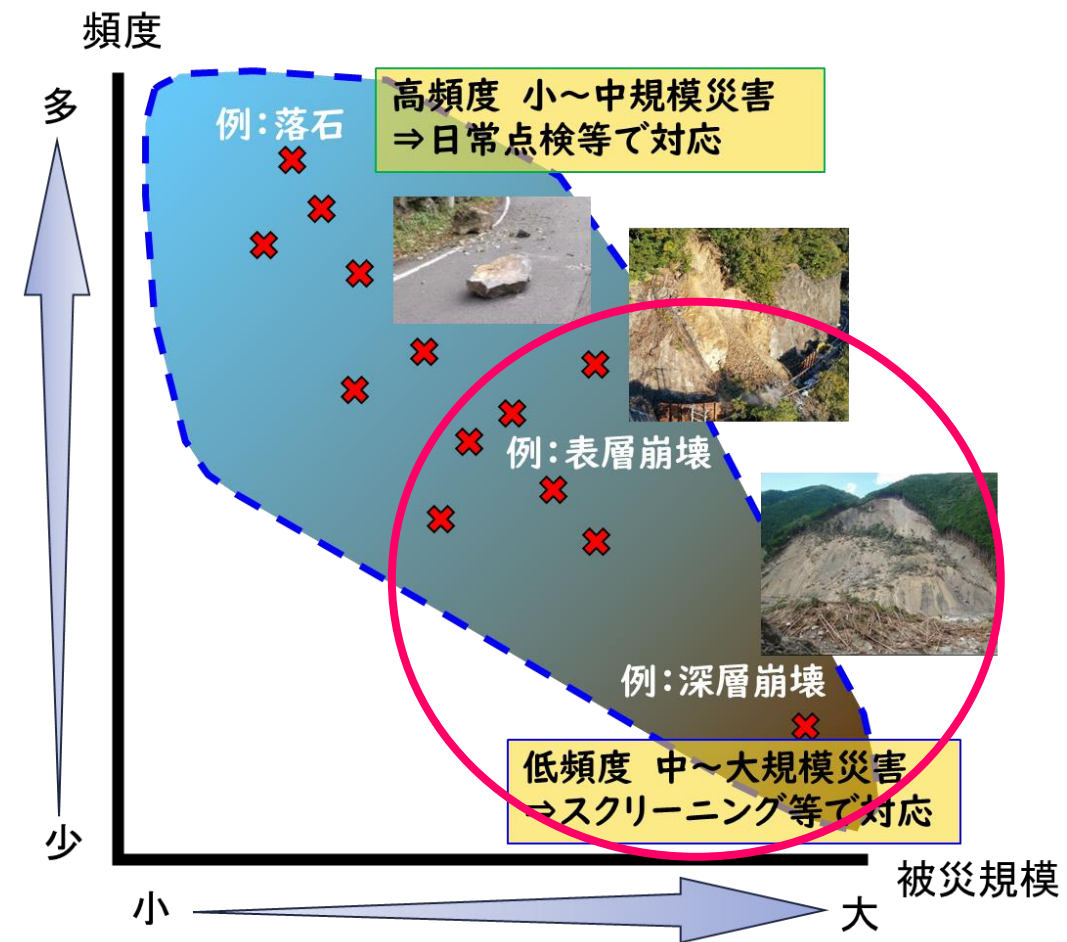 頻度
多
例：落石
高頻度 小～中規模災害
⇒日常点検等で対応
例：表層崩壊
例：深層崩壊
低頻度 中～大規模災害
⇒スクリーニング等で対応
少
小
大
被災規模